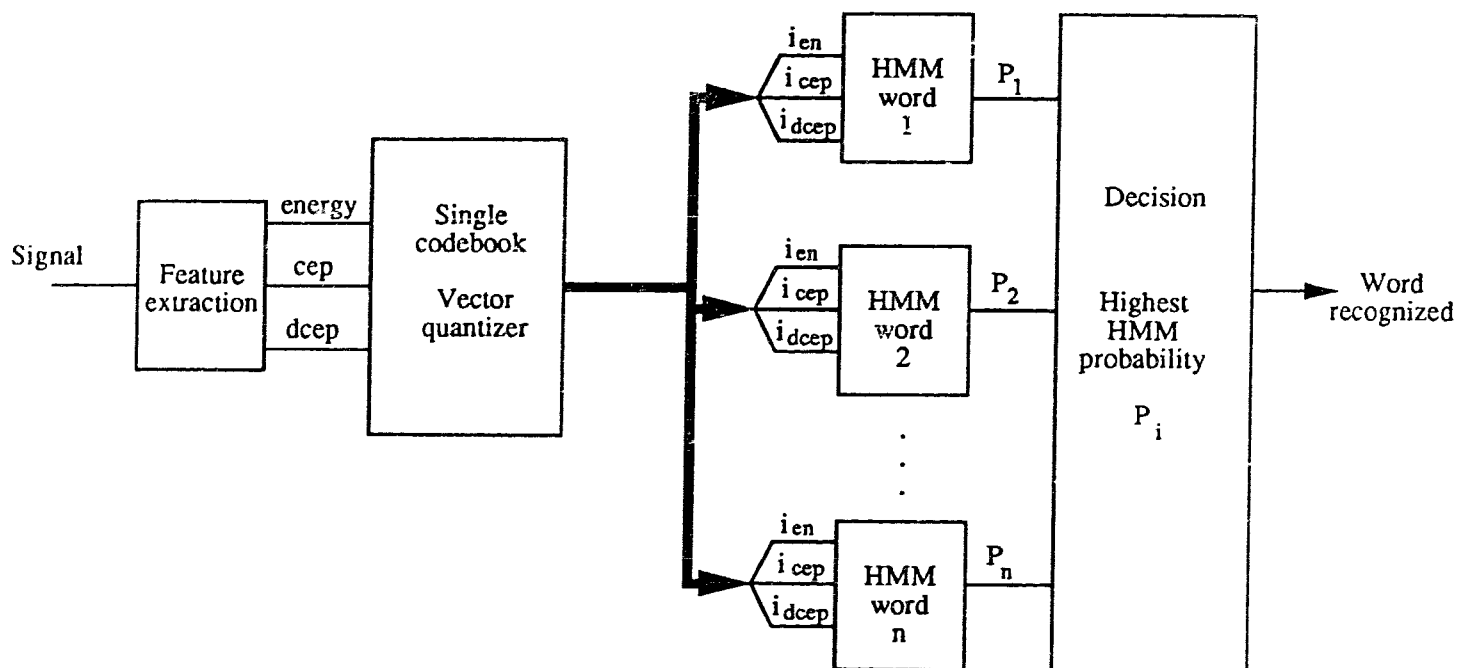 Signal
Feature
extraction
energy
cep
dcep
Single
codebook
Vector
quantizer
i en
i cep
i dcep
HMM
word
1
P1
i en
i cep
i dcep
HMM
word
2
P2
.
.
.
i en
i cep
i dcep
HMM
word
n
Pn
Decision
Highest
HMM
probability
Pi
Word
recognized